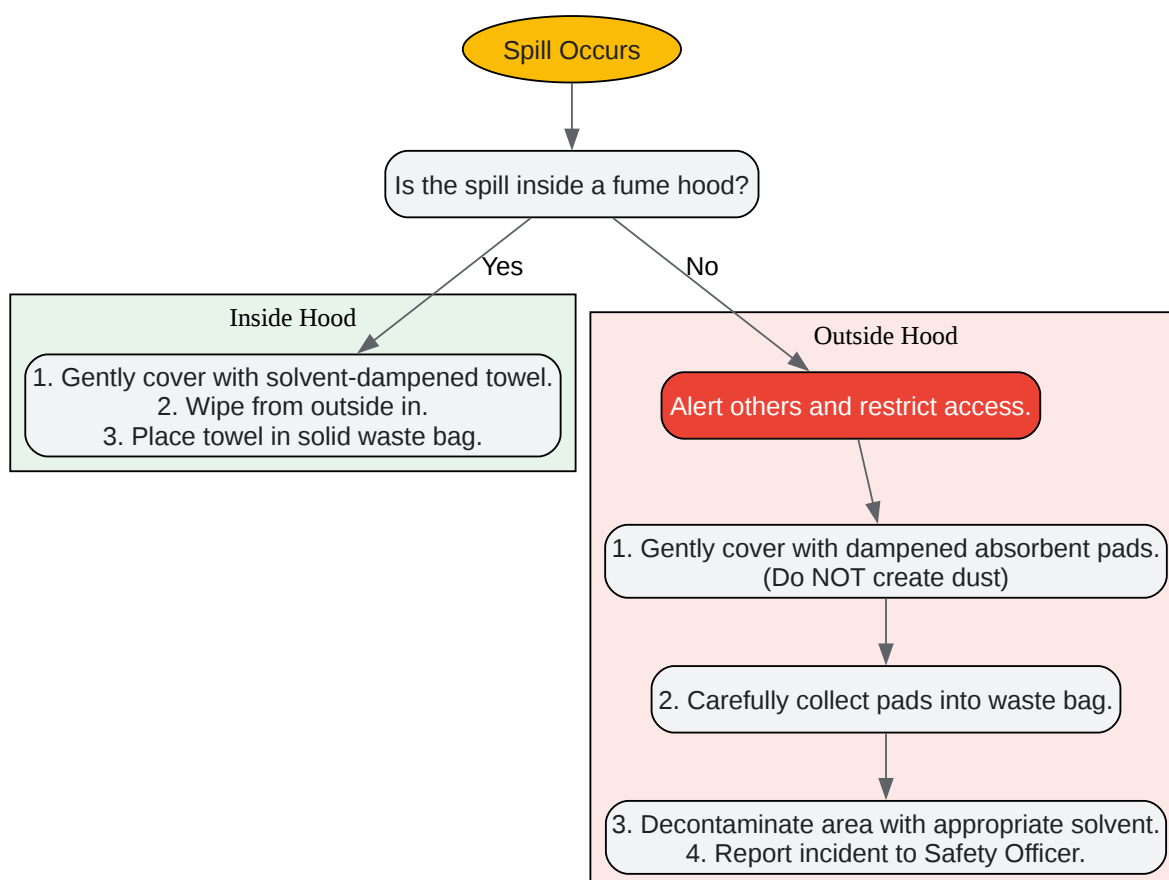 Spill Occurs
Is the spill inside a fume hood?
Yes
No
Inside Hood
1. Gently cover with solvent-dampened towel.
2. Wipe from outside in.
3. Place towel in solid waste bag.
Outside Hood
Alert others and restrict access.
1. Gently cover with dampened absorbent pads.
(Do NOT create dust)
2. Carefully collect pads into waste bag.
3. Decontaminate area with appropriate solvent.
4. Report incident to Safety Officer.